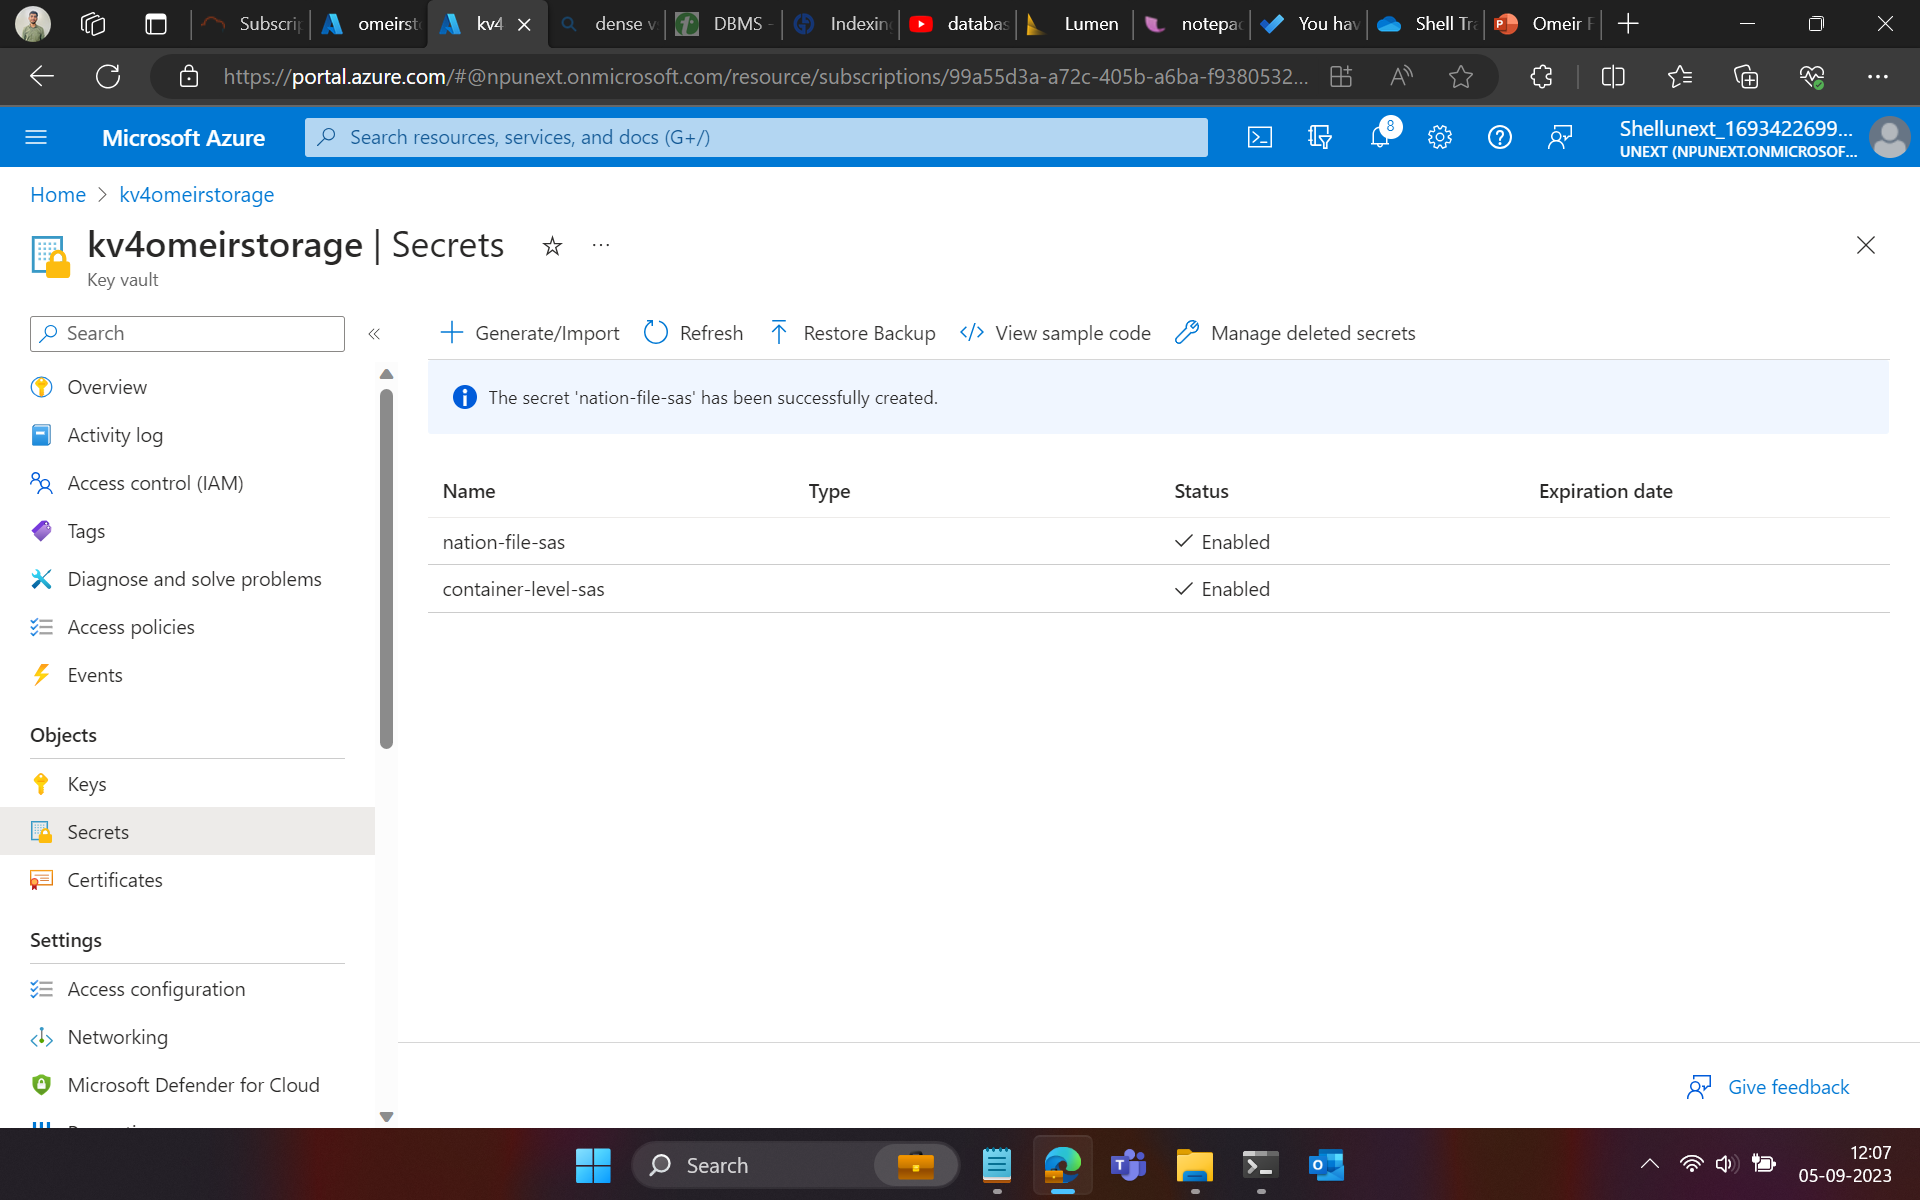 Subscrip
omeirsto
kv4
dense v
DBMS -
Indexing
databas
Lumen
notepad
You hav
Shell Tra
Omeir F
https://portal.azure.com/#@npunext.onmicrosoft.com/resource/subscriptions/99a55d3a-a72c-405b-a6ba-f9380532...
Microsoft Azure
Search resources, services, and docs (G+/)
8
Shellunext_1693422699...
UNEXT (NPUNEXT.ONMICROSOF...
Home > kv4omeirstorage
kv4omeirstorage | Secrets
Key vault
Search
Generate/Import
Refresh
Restore Backup
View sample code
Manage deleted secrets
Overview
Activity log
Access control (IAM)
Tags
Diagnose and solve problems
Access policies
Events
Objects
Keys
Secrets
Certificates
Settings
Access configuration
Networking
Microsoft Defender for Cloud
The secret 'nation-file-sas' has been successfully created.
Name Type Status Expiration date
nation-file-sas Enabled
container-level-sas Enabled
Give feedback
Search
12:07
05-09-2023